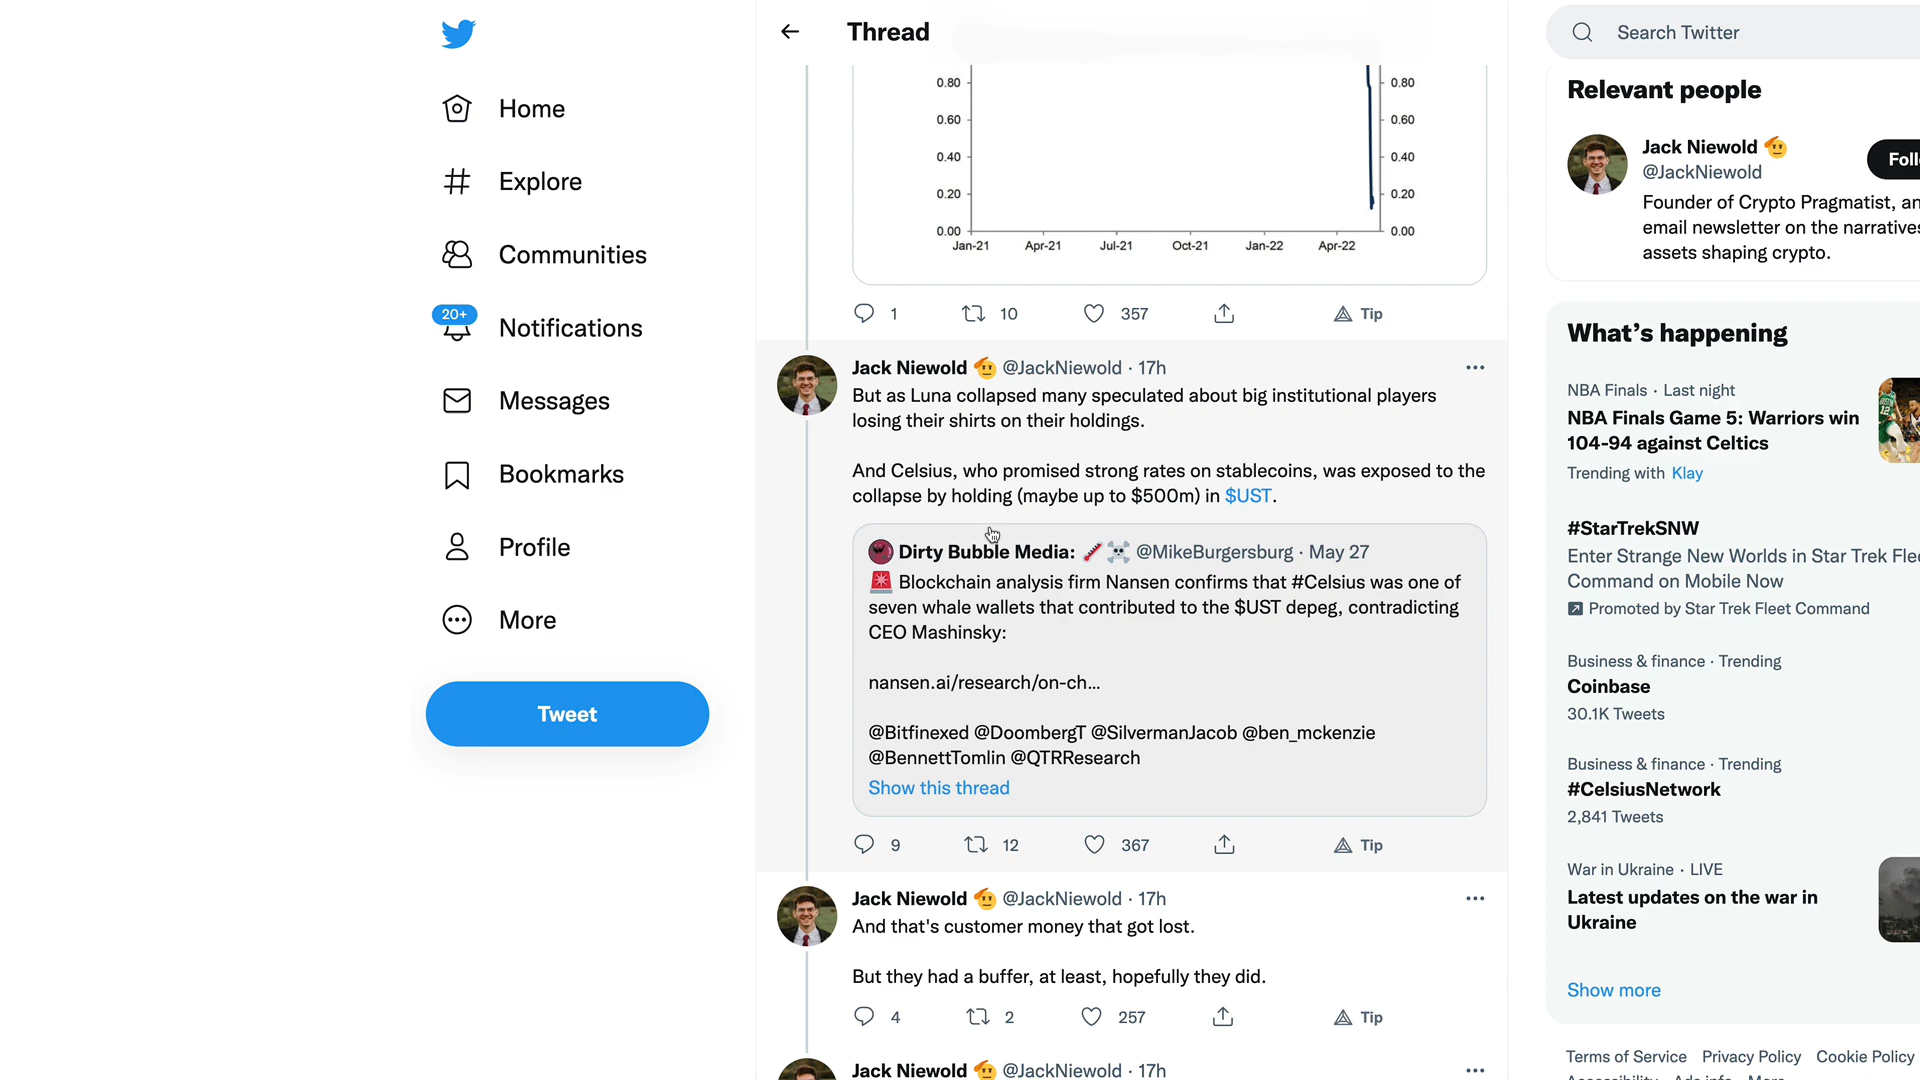 Thread
Search Twitter
Home
Explore
Communities
20+
Notifications
Messages
Bookmarks
Profile
More
Tweet
0.80
0.80
0.60
0.60
0.40
0.40
0.20
0.20
0.00
0.00
Jan-21 Apr-21 Jul-21 Oct-21 Jan-22 Apr-22
1 10 357 Tip
Jack Niewold @JackNiewold · 17h
But as Luna collapsed many speculated about big institutional players
losing their shirts on their holdings.
And Celsius, who promised strong rates on stablecoins, was exposed to the
collapse by holding (maybe up to $500m) in $UST.
Dirty Bubble Media: @MikeBurgersburg · May 27
Blockchain analysis firm Nansen confirms that #Celsius was one of
seven whale wallets that contributed to the $UST depeg, contradicting
CEO Mashinsky:
nansen.ai/research/on-ch…
@Bitfinexed @DoombergT @SilvermanJacob @ben_mckenzie
@BennettTomlin @QTRResearch
Show this thread
9 12 367 Tip
Jack Niewold @JackNiewold · 17h
And that's customer money that got lost.
But they had a buffer, at least, hopefully they did.
4 2 257 Tip
Jack Niewold @JackNiewold · 17h
Relevant people
Jack Niewold
@JackNiewold
Founder of Crypto Pragmatist, an
email newsletter on the narratives
assets shaping crypto.
What's happening
NBA Finals · Last night
NBA Finals Game 5: Warriors win
104-94 against Celtics
Trending with Klay
#StarTrekSNW
Enter Strange New Worlds in Star Trek Flee
Command on Mobile Now
Promoted by Star Trek Fleet Command
Business & finance · Trending
Coinbase
30.1K Tweets
Business & finance · Trending
#CelsiusNetwork
2,841 Tweets
War in Ukraine · LIVE
Latest updates on the war in
Ukraine
Show more
Terms of Service Privacy Policy Cookie Policy